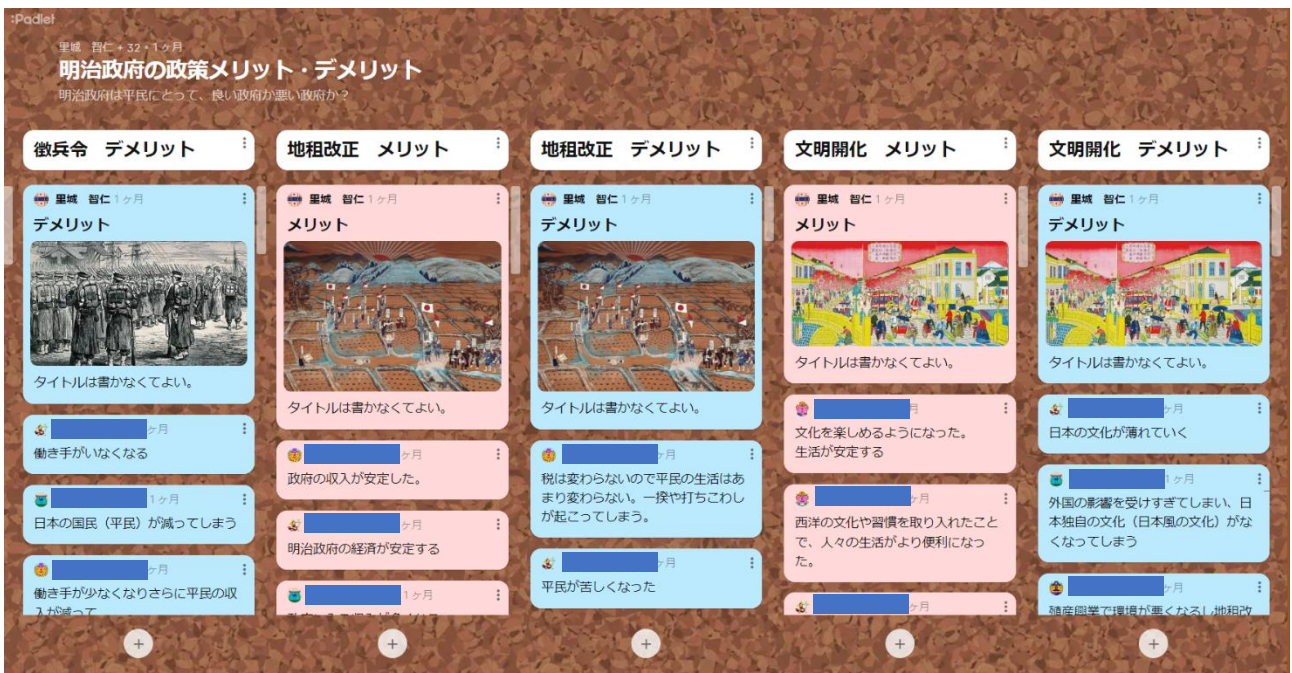 :Padlet
里城 智仁 + 32・1ヶ月
明治政府の政策メリット・デメリット
明治政府は平民にとって、良い政府か悪い政府か？
徴兵令 デメリット
里城 智仁 1ヶ月
デメリット
タイトルは書かなくてよい。
ヶ月
働き手がいなくなる
1ヶ月
日本の国民（平民）が減ってしまう
ヶ月
働き手が少なくなりさらに平民の収
入が減って
地租改正 メリット
里城 智仁 1ヶ月
メリット
タイトルは書かなくてよい。
ヶ月
政府の収入が安定した。
ヶ月
明治政府の経済が安定する
1ヶ月
地租改正 デメリット
里城 智仁 1ヶ月
デメリット
タイトルは書かなくてよい。
ヶ月
税は変わらないので平民の生活はあ
まり変わらない。一揆や打ちこわし
が起こってしまう。
ヶ月
平民が苦しくなった
文明開化 メリット
里城 智仁 1ヶ月
メリット
タイトルは書かなくてよい。
月
文化を楽しめるようになった。
生活が安定する
ヶ月
西洋の文化や習慣を取り入れたこと
で、人々の生活がより便利になっ
た。
ヶ月
文明開化 デメリット
里城 智仁 1ヶ月
デメリット
タイトルは書かなくてよい。
ヶ月
日本の文化が薄れていく
1ヶ月
外国の影響を受けすぎてしまい、日
本独自の文化（日本風の文化）がな
くなってしまう
ヶ月
殖産興業で環境が悪くなるし地租改